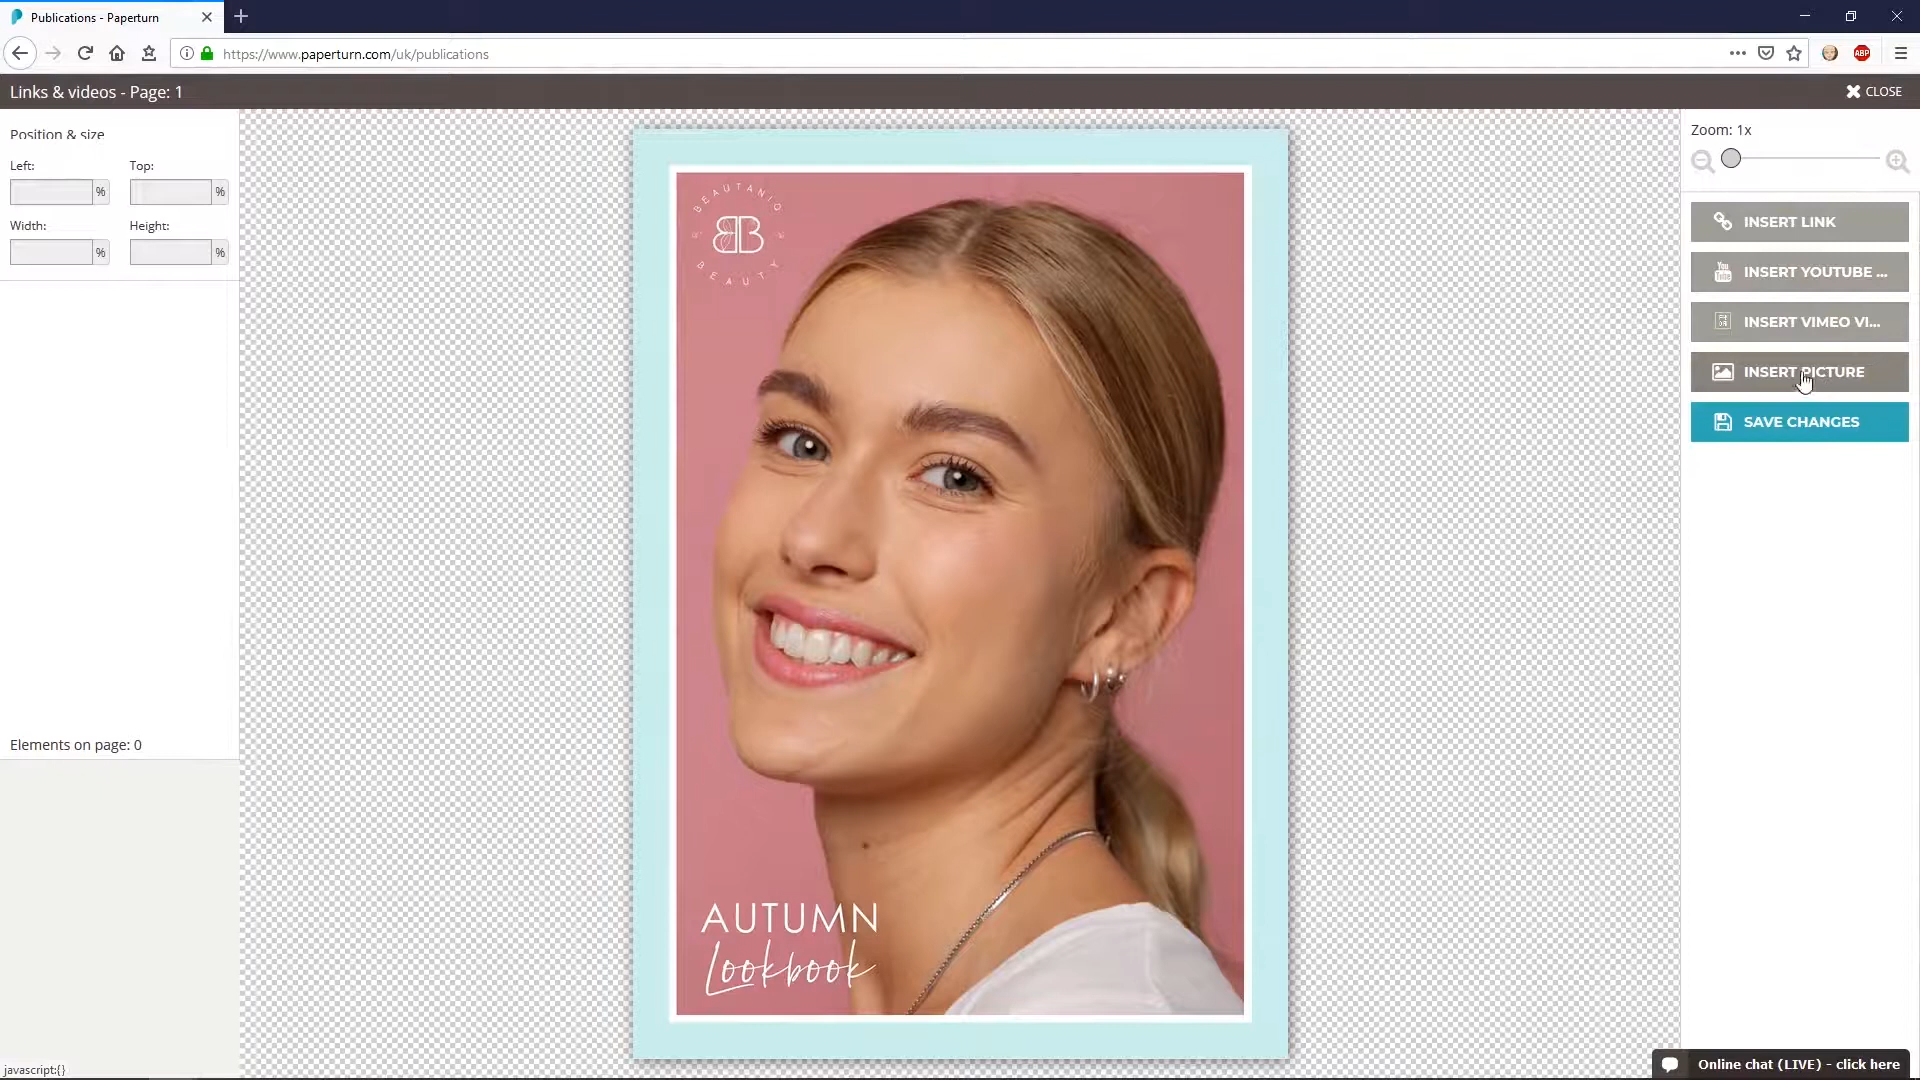 Publications - Paperturn
https://www.paperturn.com/uk/publications
ABP
Links & videos - Page: 1
CLOSE
Position & size
Left:
Top:
%
%
Width:
Height:
%
%
Elements on page: 0
javascript:{}
BEAUTANIQ
BB
BEAUTY
AUTUMN
Lookbook
Zoom: 1x
INSERT LINK
You
INSERT YOUTUBE ...
INSERT VIMEO VI...
INSERT PICTURE
SAVE CHANGES
Online chat (LIVE) - click here